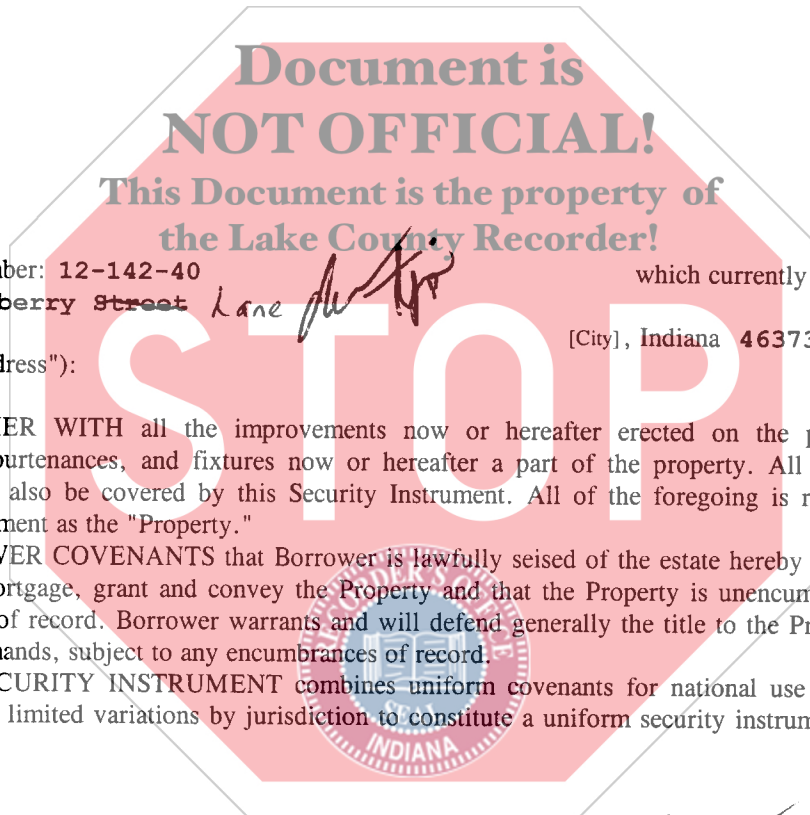 Document is
NOT OFFICIAL!
This Document is the property of
the Lake County Recorder!
ber: 12-142-40
which currently
berry Street Lane
[City], Indiana 46373
ress"):
ER WITH all the improvements now or hereafter erected on the p
ourtenances, and fixtures now or hereafter a part of the property. All
also be covered by this Security Instrument. All of the foregoing is r
ment as the "Property."
VER COVENANTS that Borrower is lawfully seised of the estate hereby
ortgage, grant and convey the Property and that the Property is unencum
of record. Borrower warrants and will defend generally the title to the Pr
ands, subject to any encumbrances of record.
CURITY INSTRUMENT combines uniform covenants for national use
limited variations by jurisdiction to constitute a uniform security instrum
STOP
RECORDER'S OFFICE
SEAL
INDIANA